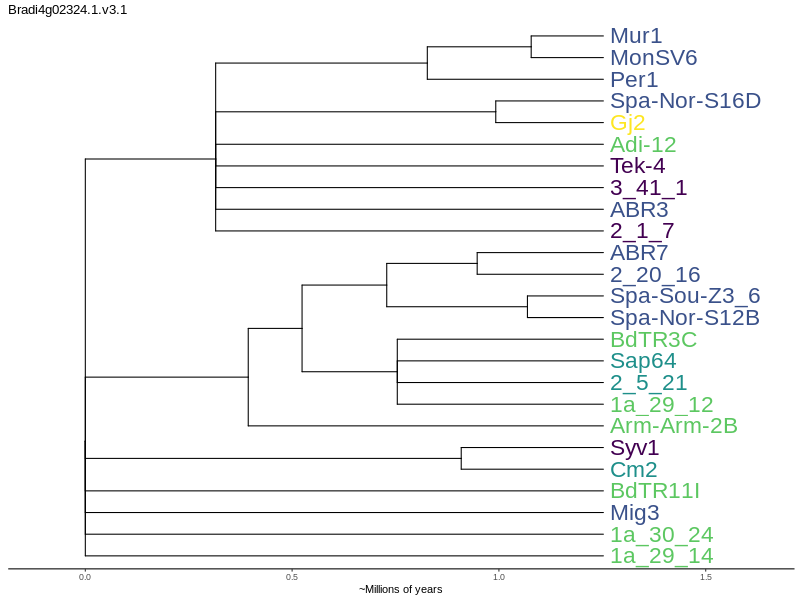 Bradi4g02324.1.v3.1
Mur1
MonSV6
Per1
Spa-Nor-S16D
Gj2
Adi-12
Tek-4
3_41_1
ABR3
2_1_7
ABR7
2_20_16
Spa-Sou-Z3_6
Spa-Nor-S12B
BdTR3C
Sap64
2_5_21
1a_29_12
Arm-Arm-2B
Syv1
Cm2
BdTR11I
Mig3
1a_30_24
1a_29_14
0.0 0.5 1.0 1.5
~Millions of years